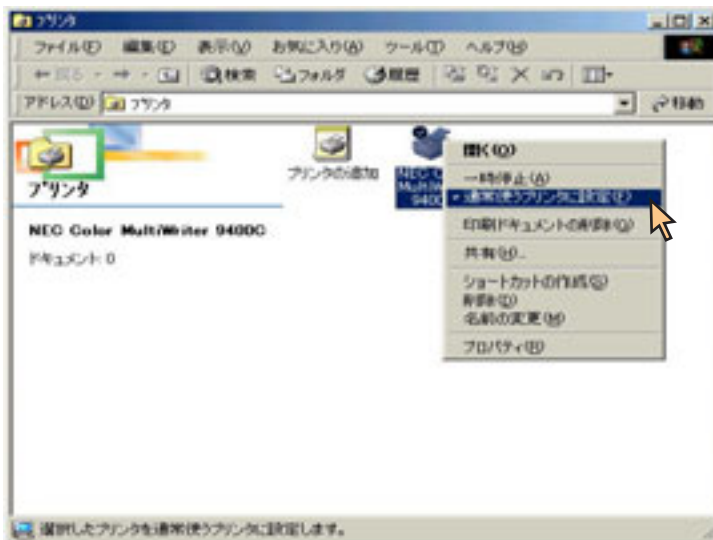 プリンタ
ファイル(F) 編集(E) 表示(V) お気に入り(A) ツール(T) ヘルプ(H)
戻る 検索 フォルダ 履歴
アドレス(D) プリンタ 移動
プリンタ
プリンタの追加
NEC Color MultiWriter 9400C
NEC Color MultiWriter 9400C
ドキュメント: 0
開く(O)
一時停止(A)
通常使うプリンタに設定(F)
印刷ドキュメントの削除(G)
共有(H)...
ショートカットの作成(S)
削除(D)
名前の変更(M)
プロパティ(R)
選択したプリンタを通常使うプリンタに設定します。